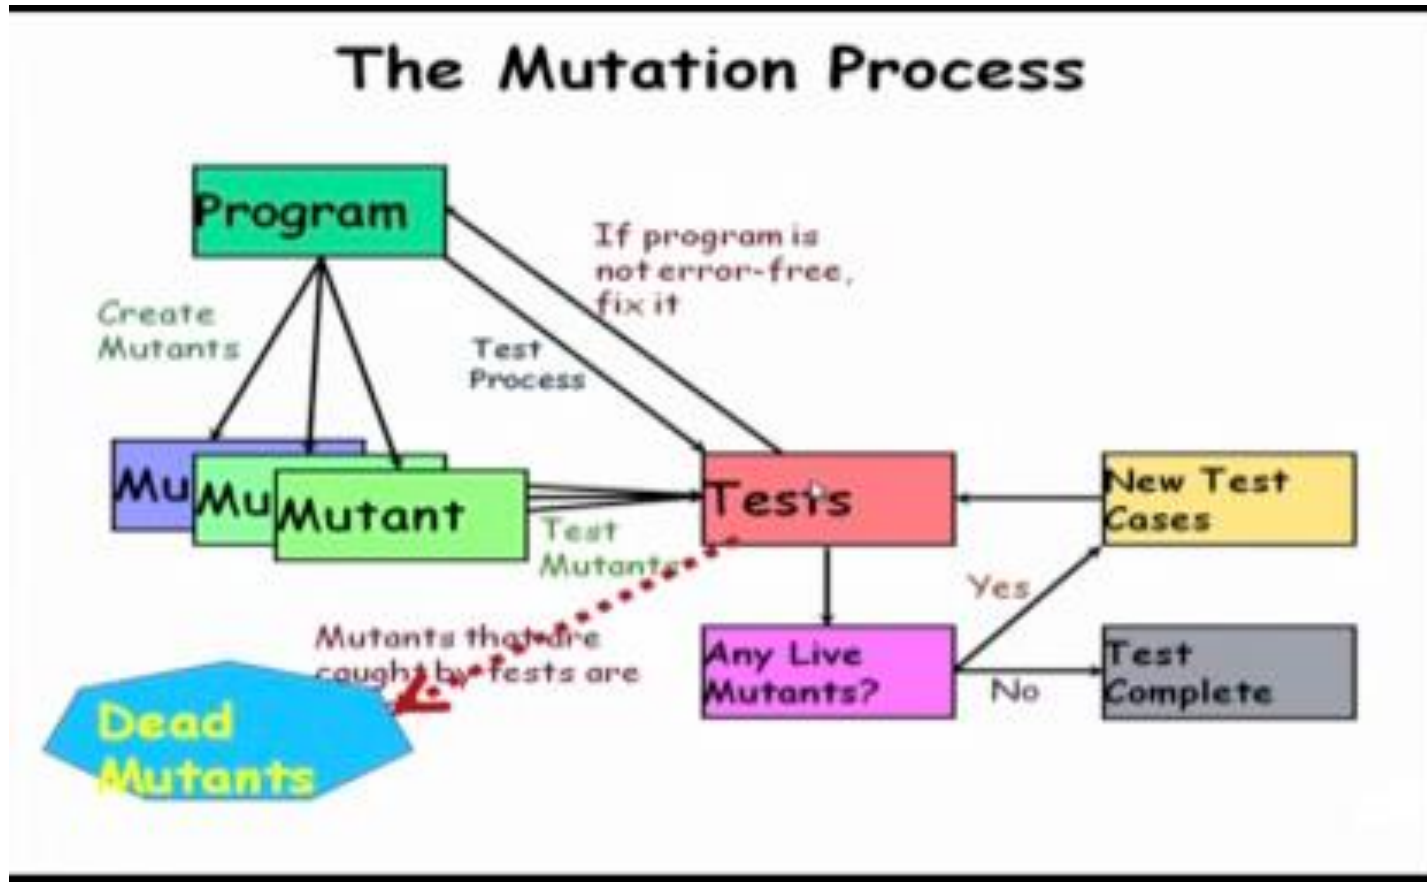 The Mutation Process
Program
If program is
not error-free,
fix it
Create
Mutants
Test
Process
Mu
Mu
Mutant
Test
Mutants
Tests
New Test
Cases
Yes
Mutants that are
caught by tests are
Any Live
Mutants?
No
Test
Complete
Dead
Mutants